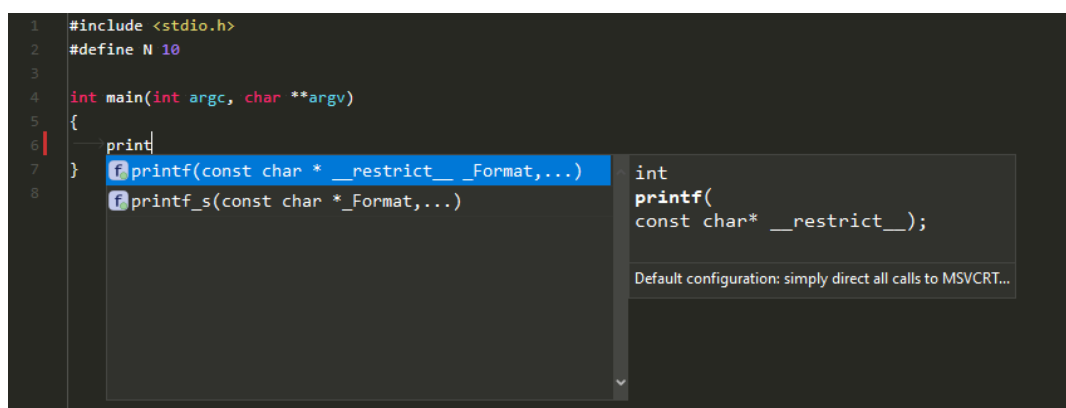 1 #include <stdio.h>
2 #define N 10
3
4 int main(int argc, char **argv)
5 {
6 print
7 }
8
f printf(const char * __restrict__ _Format,...)
f printf_s(const char *_Format,...)
int
printf(
const char* __restrict__);
Default configuration: simply direct all calls to MSVCRT...